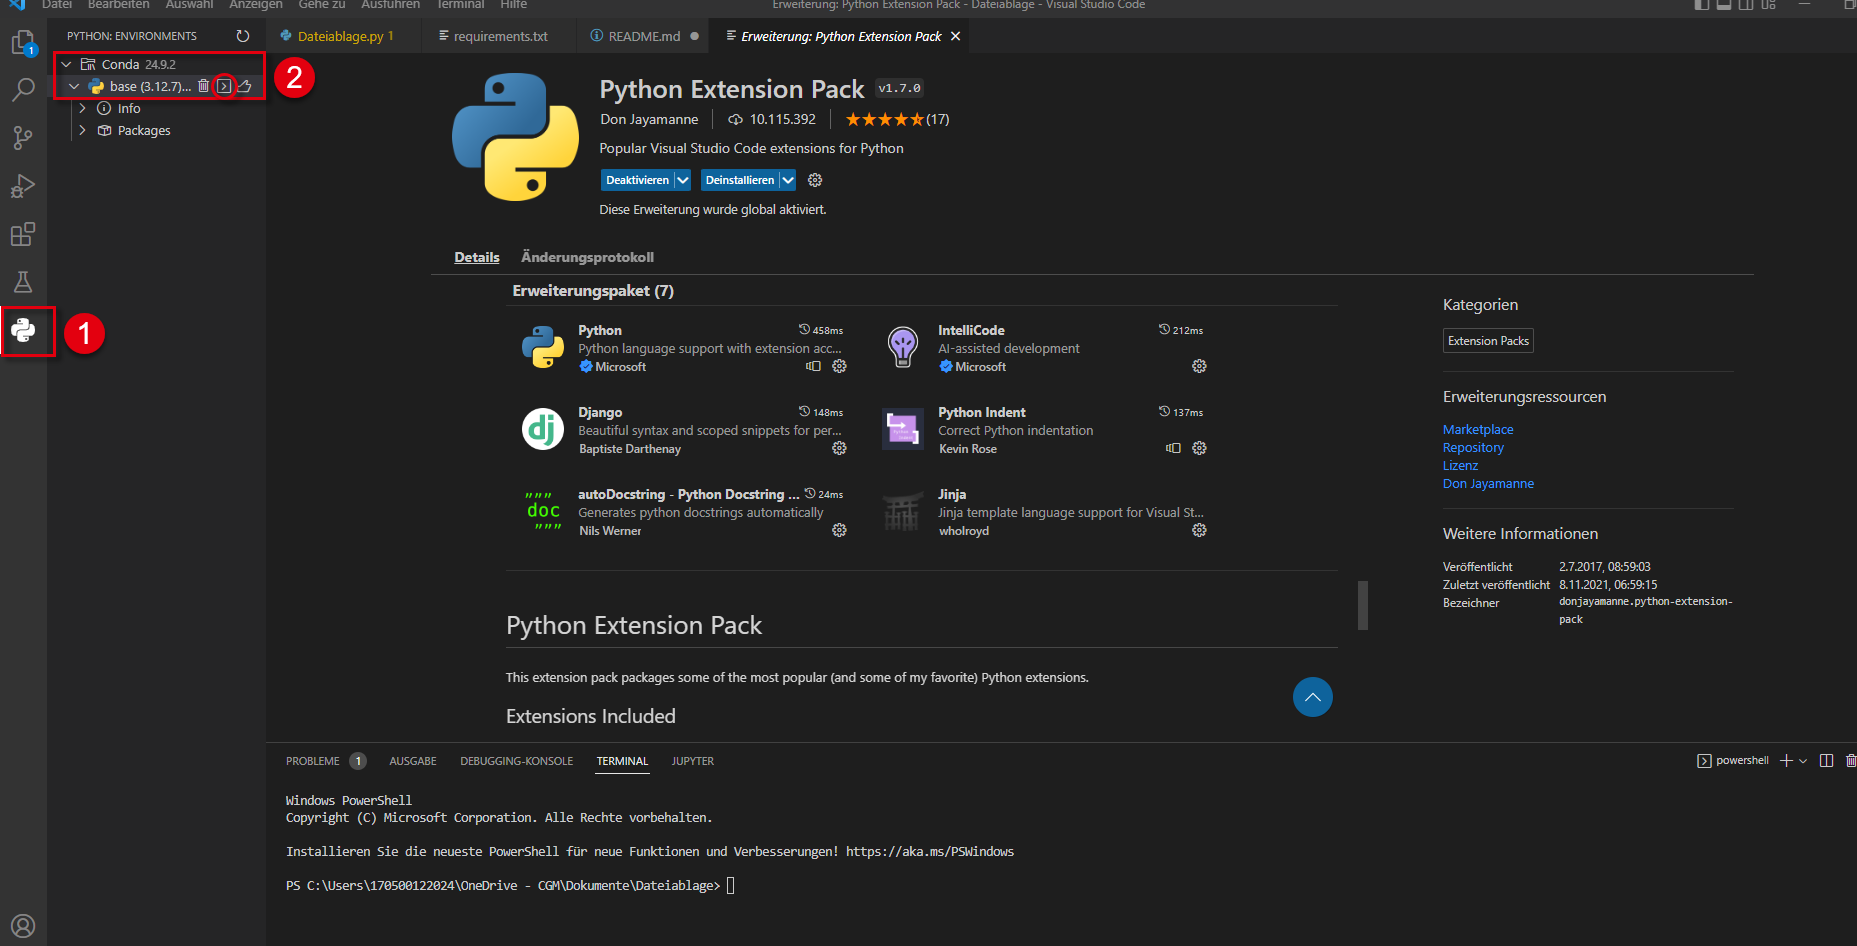 Datei Bearbeiten Auswahl Anzeigen Gehe zu Ausführen Terminal Hilfe
Erweiterung: Python Extension Pack - Dateiablage - Visual Studio Code
PYTHON: ENVIRONMENTS
Dateiablage.py 1
requirements.txt
README.md
Erweiterung: Python Extension Pack
1
Conda 24.9.2
base (3.12.7)...
Info
Packages
2
1
Python Extension Pack v1.7.0
Don Jayamanne
10.115.392
(17)
Popular Visual Studio Code extensions for Python
Deaktivieren
Deinstallieren
Diese Erweiterung wurde global aktiviert.
Details
Änderungsprotokoll
Erweiterungspaket (7)
Python
458ms
Python language support with extension acc...
Microsoft
IntelliCode
212ms
AI-assisted development
Microsoft
Django
148ms
Beautiful syntax and scoped snippets for per...
Baptiste Darthenay
Python Indent
137ms
Correct Python indentation
Kevin Rose
"""
doc
"""
autoDocstring - Python Docstring ...
24ms
Generates python docstrings automatically
Nils Werner
Jinja
Jinja template language support for Visual St...
wholroyd
Python Extension Pack
This extension pack packages some of the most popular (and some of my favorite) Python extensions.
Extensions Included
Kategorien
Extension Packs
Erweiterungsressourcen
Marketplace
Repository
Lizenz
Don Jayamanne
Weitere Informationen
Veröffentlicht 2.7.2017, 08:59:03
Zuletzt veröffentlicht 8.11.2021, 06:59:15
Bezeichner donjayamanne.python-extension-
pack
PROBLEME 1 AUSGABE DEBUGGING-KONSOLE TERMINAL JUPYTER
powershell
Windows PowerShell
Copyright (C) Microsoft Corporation. Alle Rechte vorbehalten.
Installieren Sie die neueste PowerShell für neue Funktionen und Verbesserungen! https://aka.ms/PSWindows
PS C:\Users\170500122024\OneDrive - CGM\Dokumente\Dateiablage>